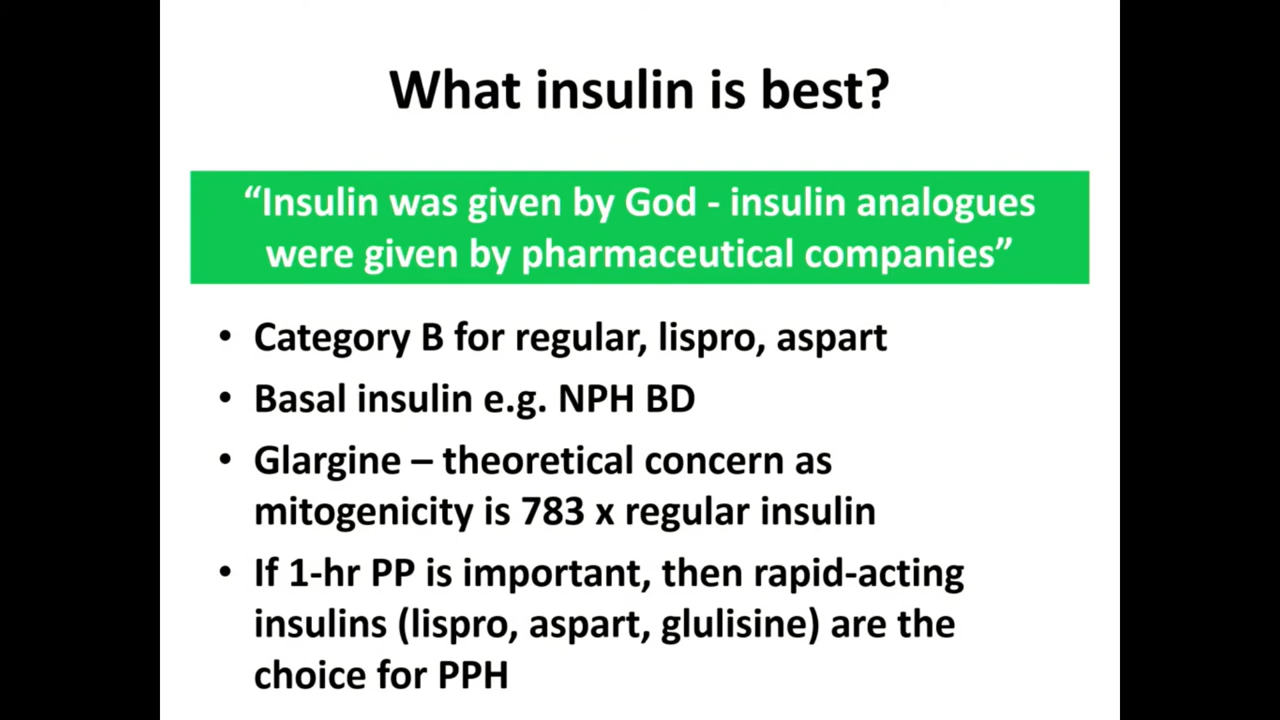 What insulin is best?
“Insulin was given by God - insulin analogues
were given by pharmaceutical companies”
• Category B for regular, lispro, aspart
• Basal insulin e.g. NPH BD
• Glargine – theoretical concern as
mitogenicity is 783 x regular insulin
• If 1-hr PP is important, then rapid-acting
insulins (lispro, aspart, glulisine) are the
choice for PPH